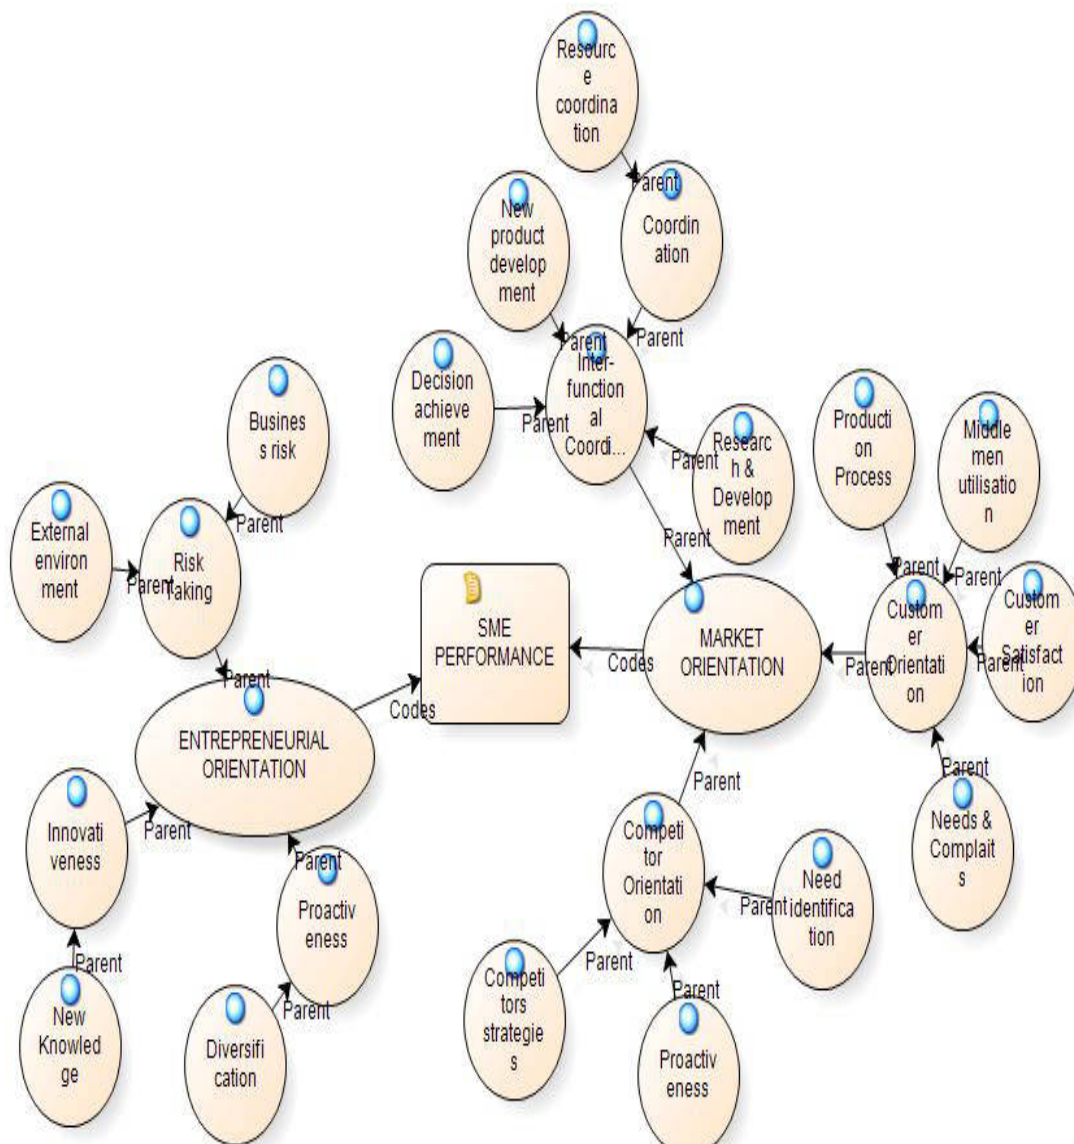 Resourc
e
coordina
tion
Parent
New
product
develop
ment
Coordin
ation
Parent
Parent
Decision
achieve
ment
Parent
Inter-
function
al
Coordi...
Parent
Researc
h &
Develop
ment
Parent
Busines
s risk
Parent
External
environ
ment
Parent
Risk
Taking
Parent
Producti
on
Process
Parent
Middle
men
utilisatio
n
Parent
Custom
er
Satisfac
tion
Parent
Custom
er
Orientati
on
Parent
SME
PERFORMANCE
MARKET
ORIENTATION
Codes
Codes
ENTREPRENEURIAL
ORIENTATION
Parent
Needs &
Complait
s
Innovati
veness
Parent
Parent
Proactiv
eness
Parent
New
Knowled
ge
Parent
Diversifi
cation
Parent
Competi
tor
Orientati
on
Parent
Need
identifica
tion
Parent
Competi
tors
strategie
s
Parent
Proactiv
eness